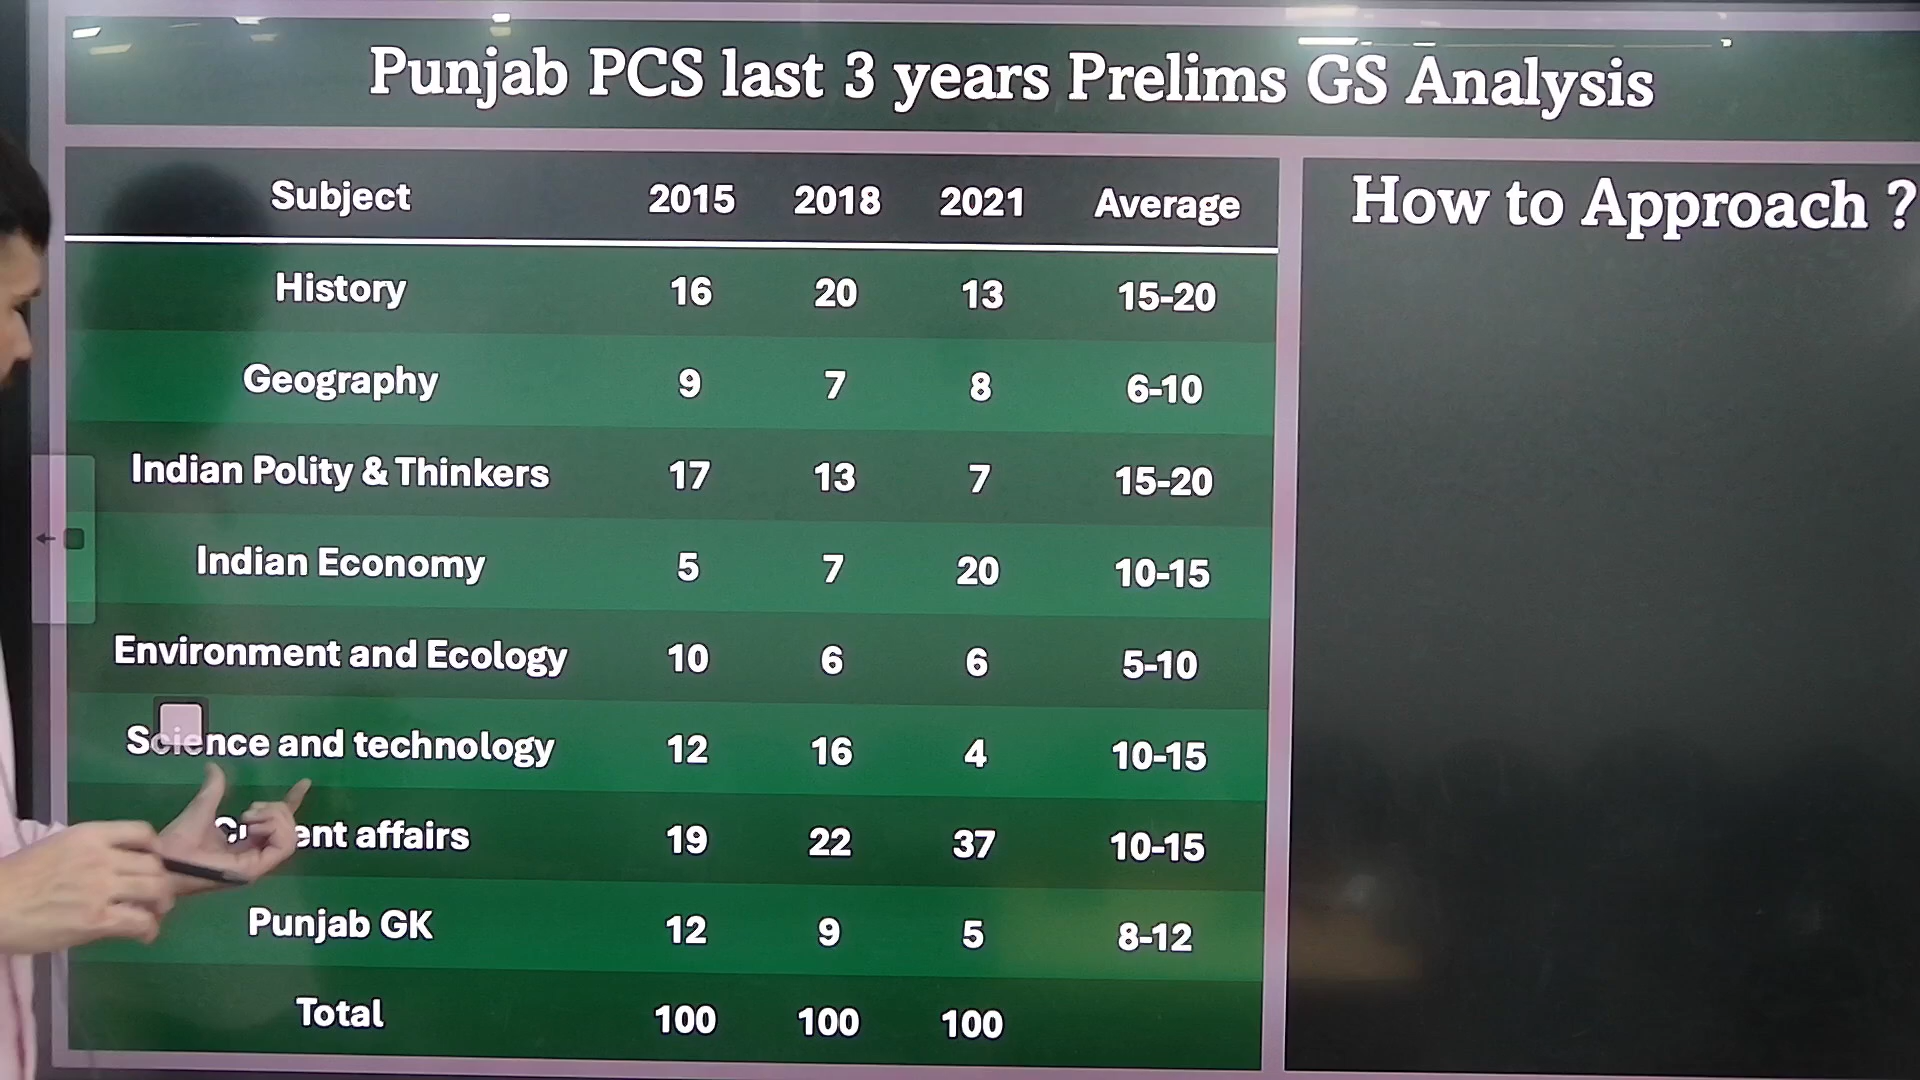 Punjab PCS last 3 years Prelims GS Analysis
Subject 2015 2018 2021 Average
History 16 20 13 15-20
Geography 9 7 8 6-10
Indian Polity & Thinkers 17 13 7 15-20
Indian Economy 5 7 20 10-15
Environment and Ecology 10 6 6 5-10
Science and technology 12 16 4 10-15
affairs 19 22 37 10-15
Punjab GK 12 9 5 8-12
Total 100 100 100
How to Approach ?